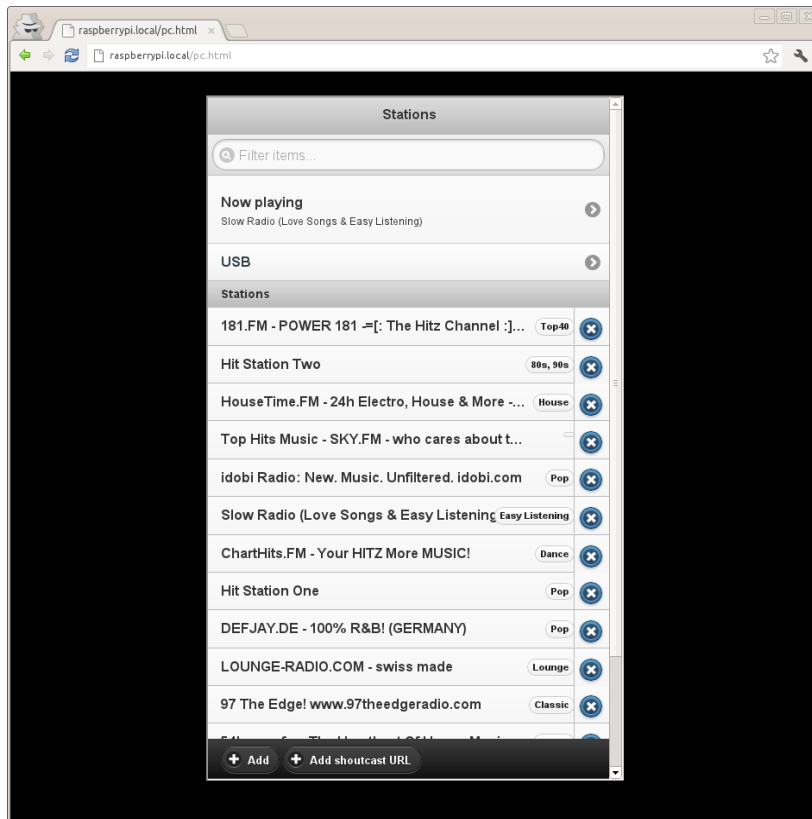 raspberrypi.local/pc.html
raspberrypi.local/pc.html
Stations
Filter items...
Now playing
Slow Radio (Love Songs & Easy Listening)
USB
Stations
181.FM - POWER 181 -=[: The Hitz Channel :]... Top40
Hit Station Two 80s, 90s
HouseTime.FM - 24h Electro, House & More -... House
Top Hits Music - SKY.FM - who cares about t...
idobi Radio: New. Music. Unfiltered. idobi.com Pop
Slow Radio (Love Songs & Easy Listening Easy Listening
ChartHits.FM - Your HITZ More MUSIC! Dance
Hit Station One Pop
DEFJAY.DE - 100% R&B! (GERMANY) Pop
LOUNGE-RADIO.COM - swiss made Lounge
97 The Edge! www.97theedgeradio.com Classic
Add
Add shoutcast URL